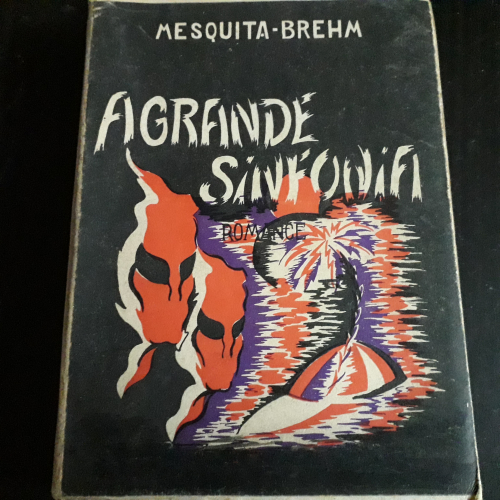 MESQUITA-BREHM
A GRANDE
SINFONIA
ROMANCE